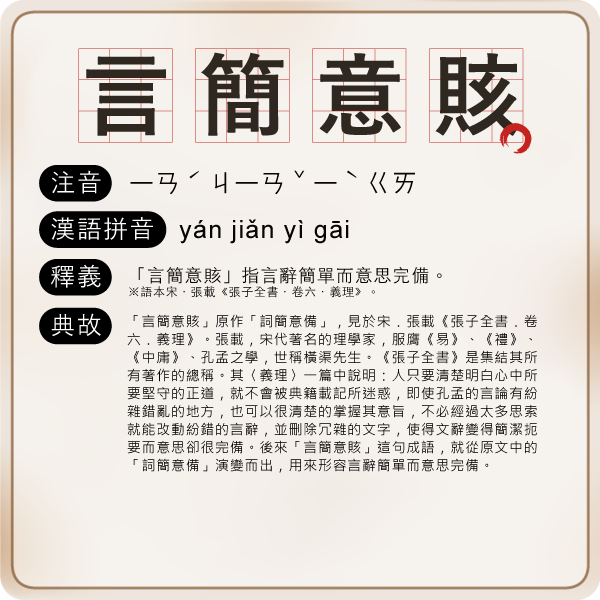 言簡意賅
注音 ㄧㄢˊ ㄐㄧㄢˇ ㄧˋ ㄍㄞ
漢語拼音 yán jiǎn yì gāi
釋義 「言簡意賅」指言辭簡單而意思完備。
※語本宋．張載《張子全書．卷六．義理》。
典故 「言簡意賅」原作「詞簡意備」，見於宋．張載《張子全書．卷
六．義理》。張載，宋代著名的理學家，服膺《易》、《禮》、
《中庸》、孔孟之學，世稱橫渠先生。《張子全書》是集結其所
有著作的總稱。其〈義理〉一篇中說明：人只要清楚明白心中所
要堅守的正道，就不會被典籍載記所迷惑，即使孔孟的言論有紛
雜錯亂的地方，也可以很清楚的掌握其意旨，不必經過太多思索
就能改動紛錯的言辭，並刪除冗雜的文字，使得文辭變得簡潔扼
要而意思卻很完備。後來「言簡意賅」這句成語，就從原文中的
「詞簡意備」演變而出，用來形容言辭簡單而意思完備。